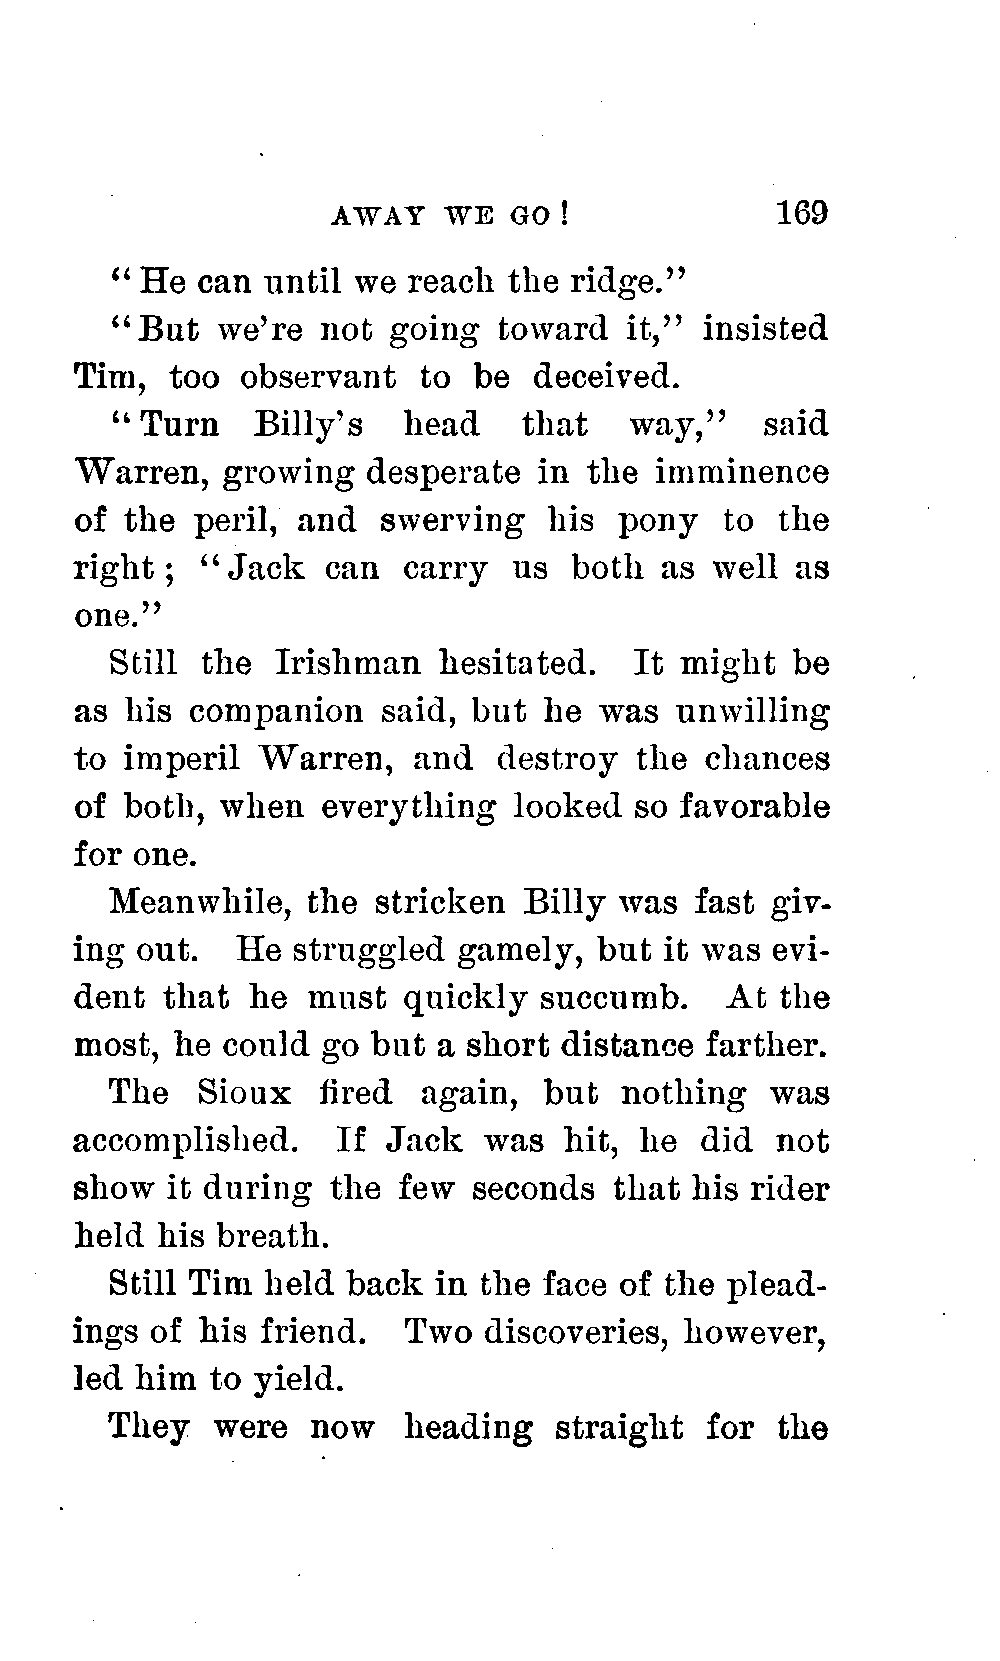 AWAY WE GO! 169
"He can until we reach the ridge."
"But we're not going toward it," insisted
Tim, too observant to be deceived.
"Turn Billy's head that way," said
Warren, growing desperate in the imminence
of the peril, and swerving his pony to the
right; "Jack can carry us both as well as
one."
Still the Irishman hesitated. It might be
as his companion said, but he was unwilling
to imperil Warren, and destroy the chances
of both, when everything looked so favorable
for one.
Meanwhile, the stricken Billy was fast giv-
ing out. He struggled gamely, but it was evi-
dent that he must quickly succumb. At the
most, he could go but a short distance farther.
The Sioux fired again, but nothing was
accomplished. If Jack was hit, he did not
show it during the few seconds that his rider
held his breath.
Still Tim held back in the face of the plead-
ings of his friend. Two discoveries, however,
led him to yield.
They were now heading straight for the